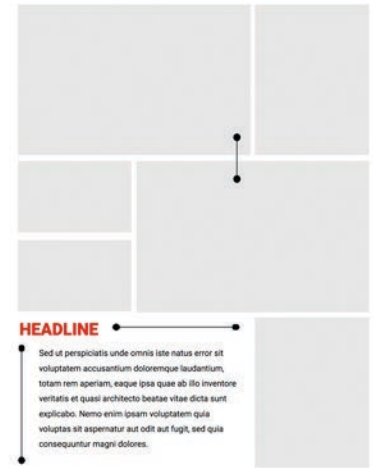 HEADLINE
Sed ut perspiciatis unde omnis iste natus error sit
voluptatem accusantium doloremque laudantium,
totam rem aperiam, eaque ipsa quae ab illo inventore
veritatis et quasi architecto beatae vitae dicta sunt
explicabo. Nemo enim ipsam voluptatem quia
voluptas sit aspernatur aut odit aut fugit, sed quia
consequuntur magni dolores.